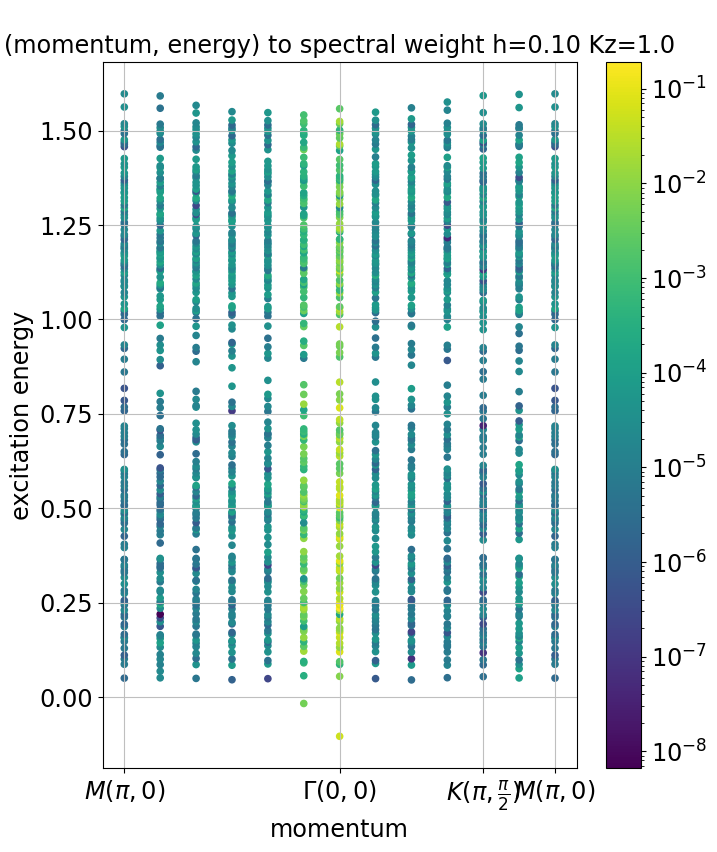 (momentum, energy) to spectral weight h=0.10 Kz=1.0
excitation energy
1.50
1.25
1.00
0.75
0.50
0.25
0.00
M(π, 0)
Γ(0, 0)
K(π, π/2)
M(π, 0)
momentum
10⁻¹
10⁻²
10⁻³
10⁻⁴
10⁻⁵
10⁻⁶
10⁻⁷
10⁻⁸